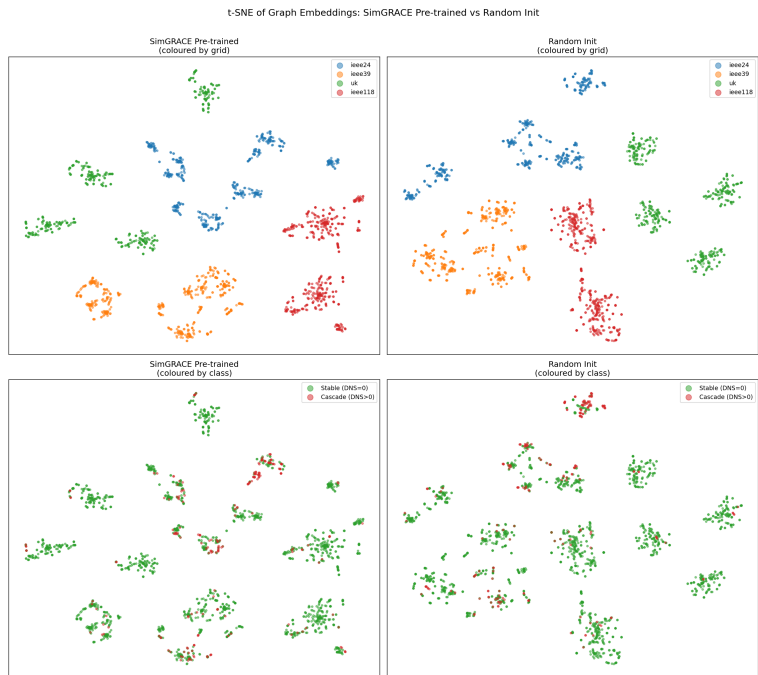 t-SNE of Graph Embeddings: SimGRACE Pre-trained vs Random Init
SimGRACE Pre-trained
(coloured by grid)
ieee24
ieee39
uk
ieee118
Random Init
(coloured by grid)
ieee24
ieee39
uk
ieee118
SimGRACE Pre-trained
(coloured by class)
Stable (DNS=0)
Cascade (DNS>0)
Random Init
(coloured by class)
Stable (DNS=0)
Cascade (DNS>0)